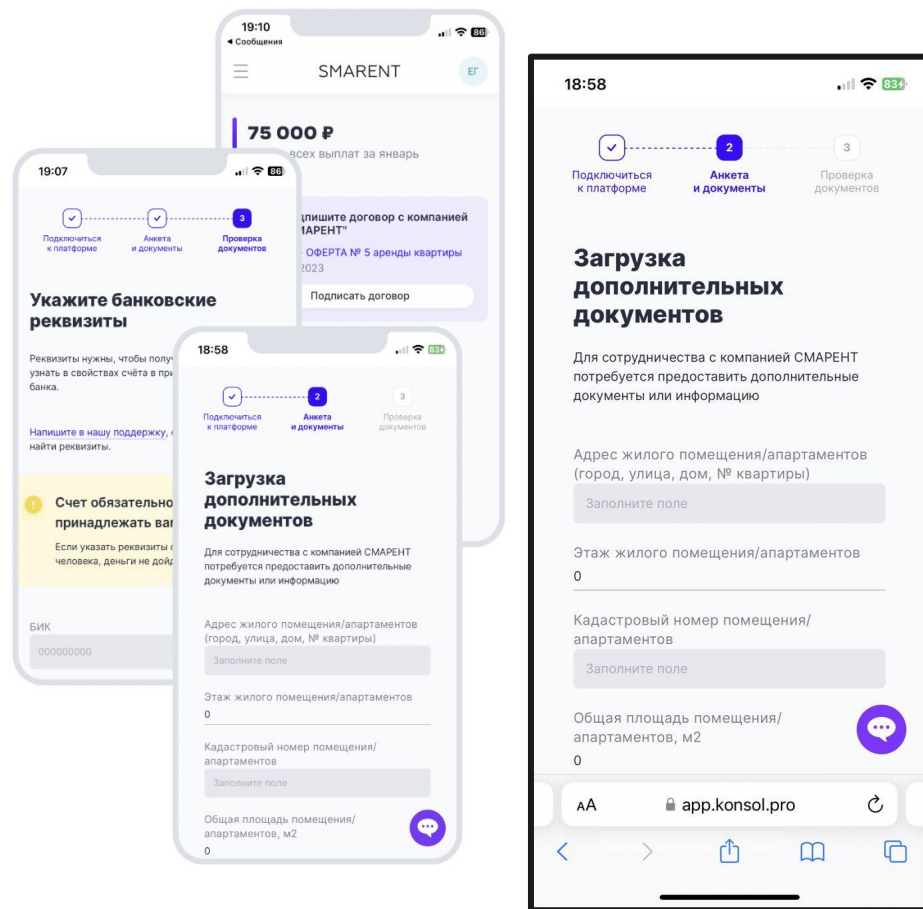 19:10
86
Сообщения
SMARENT
ЕГ
75 000 ₽
всех выплат за январь
договор с компанией
ОФЕРТА № 5 аренды квартиры
2023
Подписать договор
19:07
86
Подключиться
к платформе
Анкета
и документы
3
Проверка
документов
Укажите банковские
реквизиты
Реквизиты нужны, чтобы
узнать в свойствах счёта в
банка.
Напишите в нашу поддержку,
найти реквизиты.
Счет обязательно
принадлежать
Если указать реквизиты
человека, деньги не
БИК
000000000
18:58
83
Подключиться
к платформе
2
Анкета
и документы
3
Проверка
документов
Загрузка
дополнительных
документов
Для сотрудничества с компанией СМАРЕНТ
потребуется предоставить дополнительные
документы или информацию
Адрес жилого помещения/апартаментов
(город, улица, дом, № квартиры)
Заполните поле
Этаж жилого помещения/апартаментов
0
Кадастровый номер помещения/
апартаментов
Заполните поле
Общая площадь помещения/
апартаментов, м2
0
18:58
83
Подключиться
к платформе
2
Анкета
и документы
3
Проверка
документов
Загрузка
дополнительных
документов
Для сотрудничества с компанией СМАРЕНТ
потребуется предоставить дополнительные
документы или информацию
Адрес жилого помещения/апартаментов
(город, улица, дом, № квартиры)
Заполните поле
Этаж жилого помещения/апартаментов
0
Кадастровый номер помещения/
апартаментов
Заполните поле
Общая площадь помещения/
апартаментов, м2
0
АА
app.konsol.pro